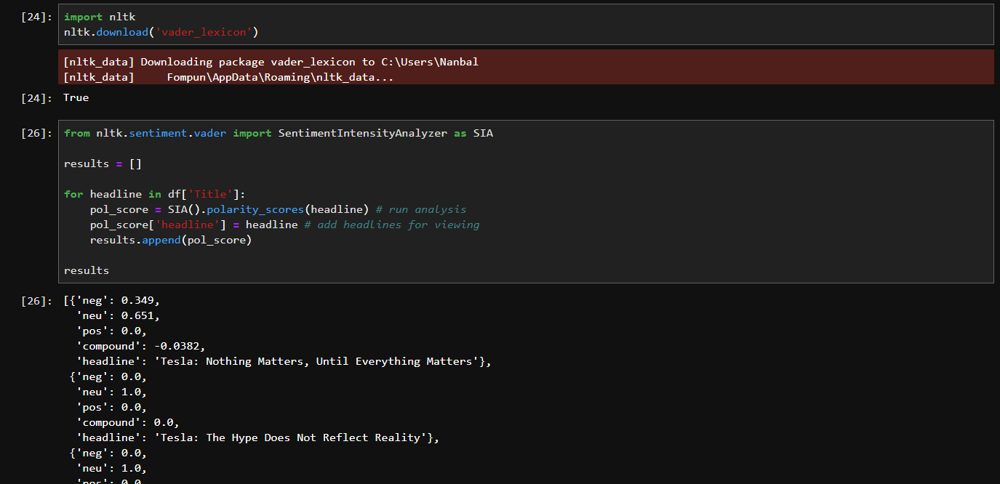 [24]: import nltk
nltk.download('vader_lexicon')
[nltk_data] Downloading package vader_lexicon to C:\Users\Nanbal
[nltk_data]     Fompun\AppData\Roaming\nltk_data...
[24]: True
[26]: from nltk.sentiment.vader import SentimentIntensityAnalyzer as SIA
results = []
for headline in df['Title']:
    pol_score = SIA().polarity_scores(headline) # run analysis
    pol_score['headline'] = headline # add headlines for viewing
    results.append(pol_score)
results
[26]: [{'neg': 0.349,
  'neu': 0.651,
  'pos': 0.0,
  'compound': -0.0382,
  'headline': 'Tesla: Nothing Matters, Until Everything Matters'},
 {'neg': 0.0,
  'neu': 1.0,
  'pos': 0.0,
  'compound': 0.0,
  'headline': 'Tesla: The Hype Does Not Reflect Reality'},
 {'neg': 0.0,
  'neu': 1.0,
  'pos': 0.0